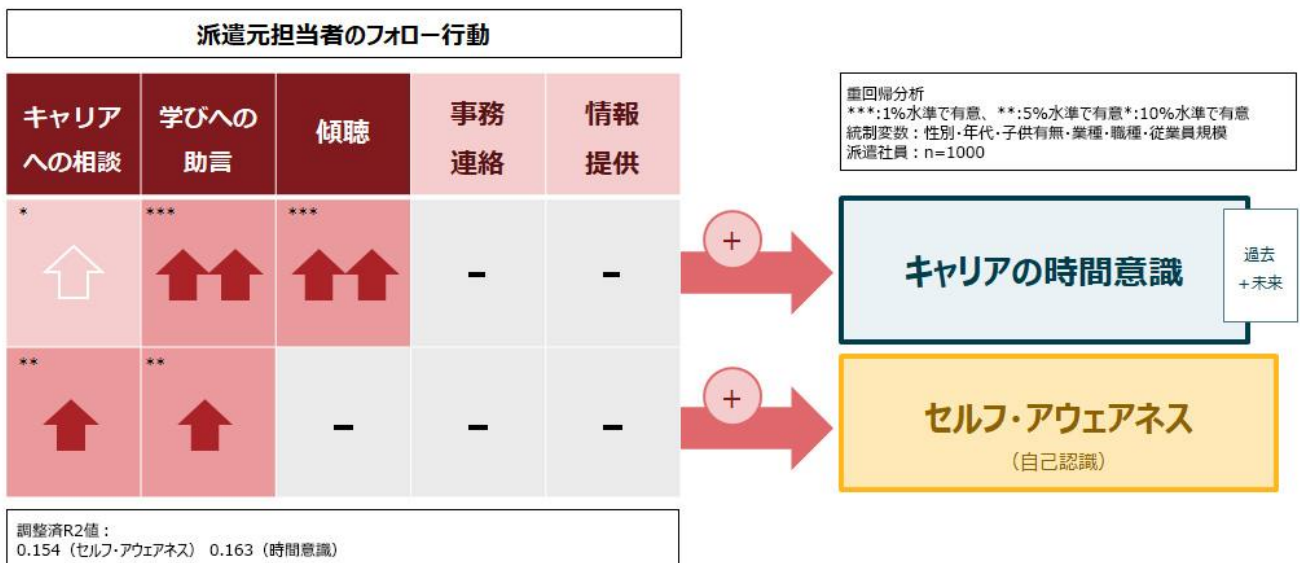 派遣元担当者のフォロー行動
キャリア
への相談
学びへの
助言
傾聴
事務
連絡
情報
提供
重回帰分析
***:1%水準で有意、**:5%水準で有意*:10%水準で有意
統制変数：性別・年代・子供有無・業種・職種・従業員規模
派遣社員：n=1000
*
***
***
-
-
+
キャリアの時間意識
過去
+未来
**
**
-
-
-
+
セルフ・アウェアネス
（自己認識）
調整済R2値：
0.154（セルフ・アウェアネス） 0.163（時間意識）